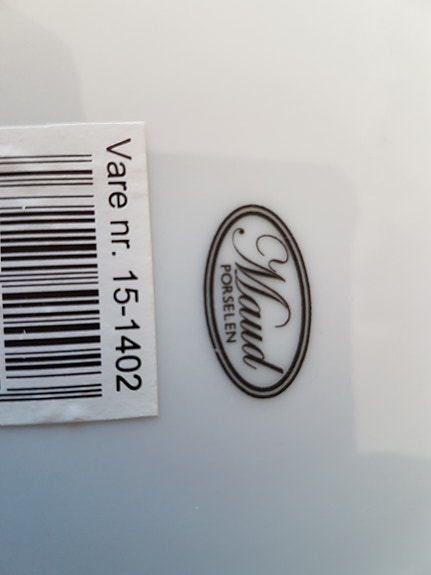 Vare nr. 15-1402
Maud
PORSELEN